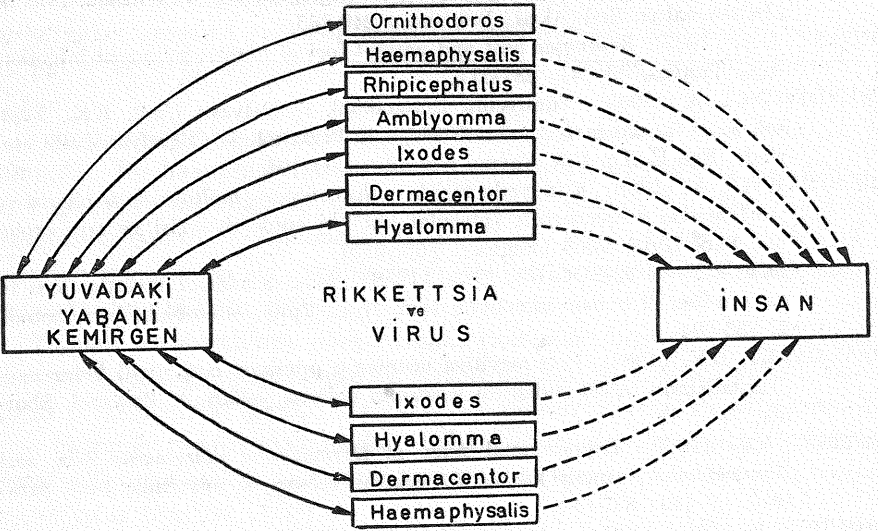 Ornithodoros
Haemaphysalis
Rhipicephalus
Amblyomma
Ixodes
Dermacentor
Hyalomma
YUVADAKİ
YABANİ
KEMİRGEN
RİKKETTSİA
ve
VİRUS
İNSAN
Ixodes
Hyalomma
Dermacentor
Haemaphysalis